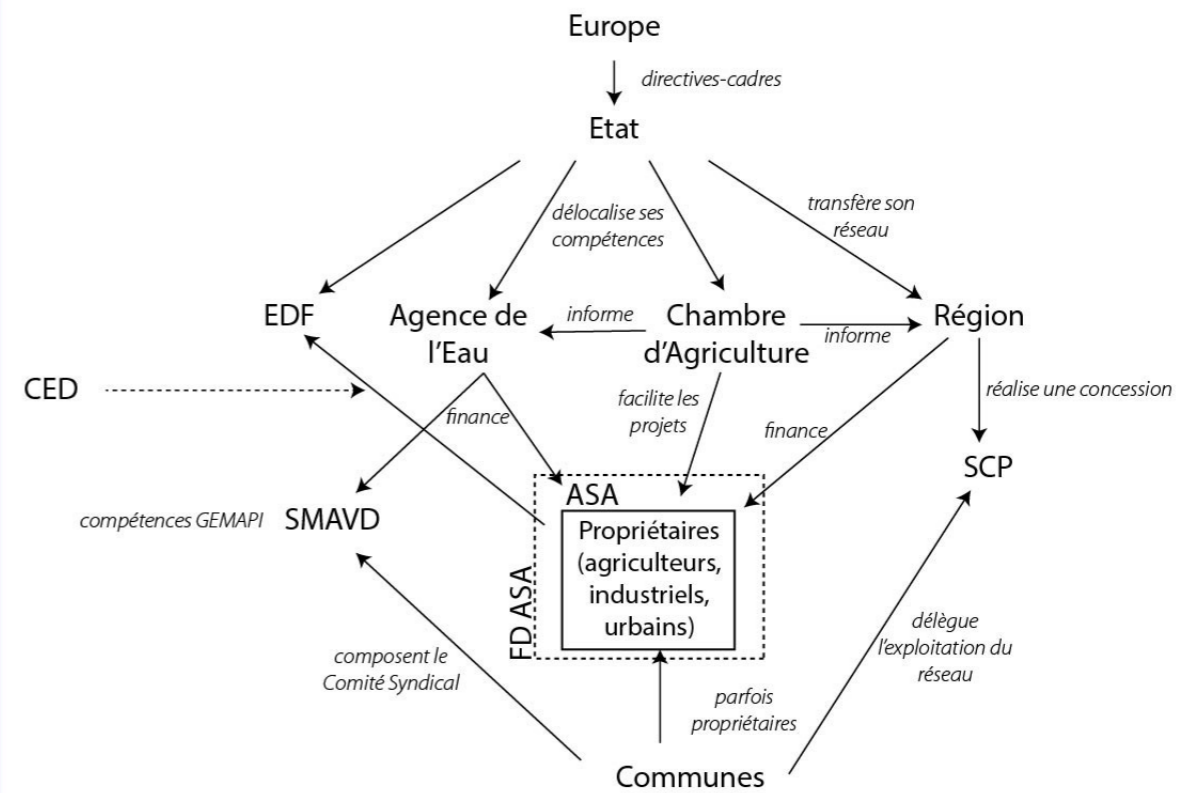 Europe
directives-cadres
Etat
délocalise ses
compétences
transfère son
réseau
EDF
Agence de
l'Eau
informe
Chambre
d'Agriculture
informe
Région
CED
finance
facilite les
projets
finance
réalise une concession
SCP
compétences GEMAPI
SMAVD
ASA
Propriétaires
(agriculteurs,
industriels,
urbains)
FD ASA
composent le
Comité Syndical
parfois
propriétaires
délègue
l'exploitation du
réseau
Communes